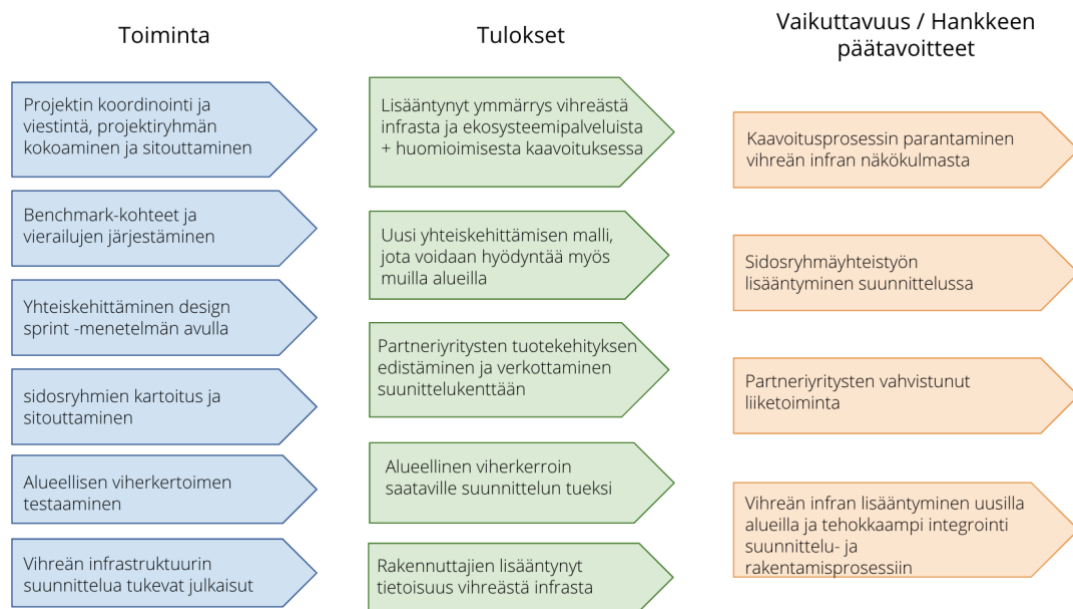 Toiminta
Projektin koordinointi ja
viestintä, projektiryhmän
kokoaminen ja sitouttaminen
Benchmark-kohteet ja
vierailujen järjestäminen
Yhteiskehittäminen design
sprint -menetelmän avulla
sidosryhmien kartoitus ja
sitouttaminen
Alueellisen viherkertoimen
testaaminen
Vihreän infrastruktuurin
suunnittelua tukevat julkaisut
Tulokset
Lisääntynyt ymmärrys vihreästä
infrasta ja ekosysteemipalveluista
+ huomioimisesta kaavoituksessa
Uusi yhteiskehittämisen malli,
jota voidaan hyödyntää myös
muilla alueilla
Partneriyritysten tuotekehityksen
edistäminen ja verkottaminen
suunittelukenttään
Alueellinen viherkerroin
saataville suunnittelun tueksi
Rakennuttajien lisääntynyt
tietoisuus vihreästä infrasta
Vaikuttavuus / Hankkeen
päätavoitteet
Kaavoitusprosessin parantaminen
vihreän infran näkökulmasta
Sidosryhmäyhteistyön
lisääntyminen suunnittelussa
Partneriyritysten vahvistunut
liiketoiminta
Vihreän infran lisääntyminen uusilla
alueilla ja tehokkaampi integrointi
suunnittelu- ja
rakentamisprosessiin